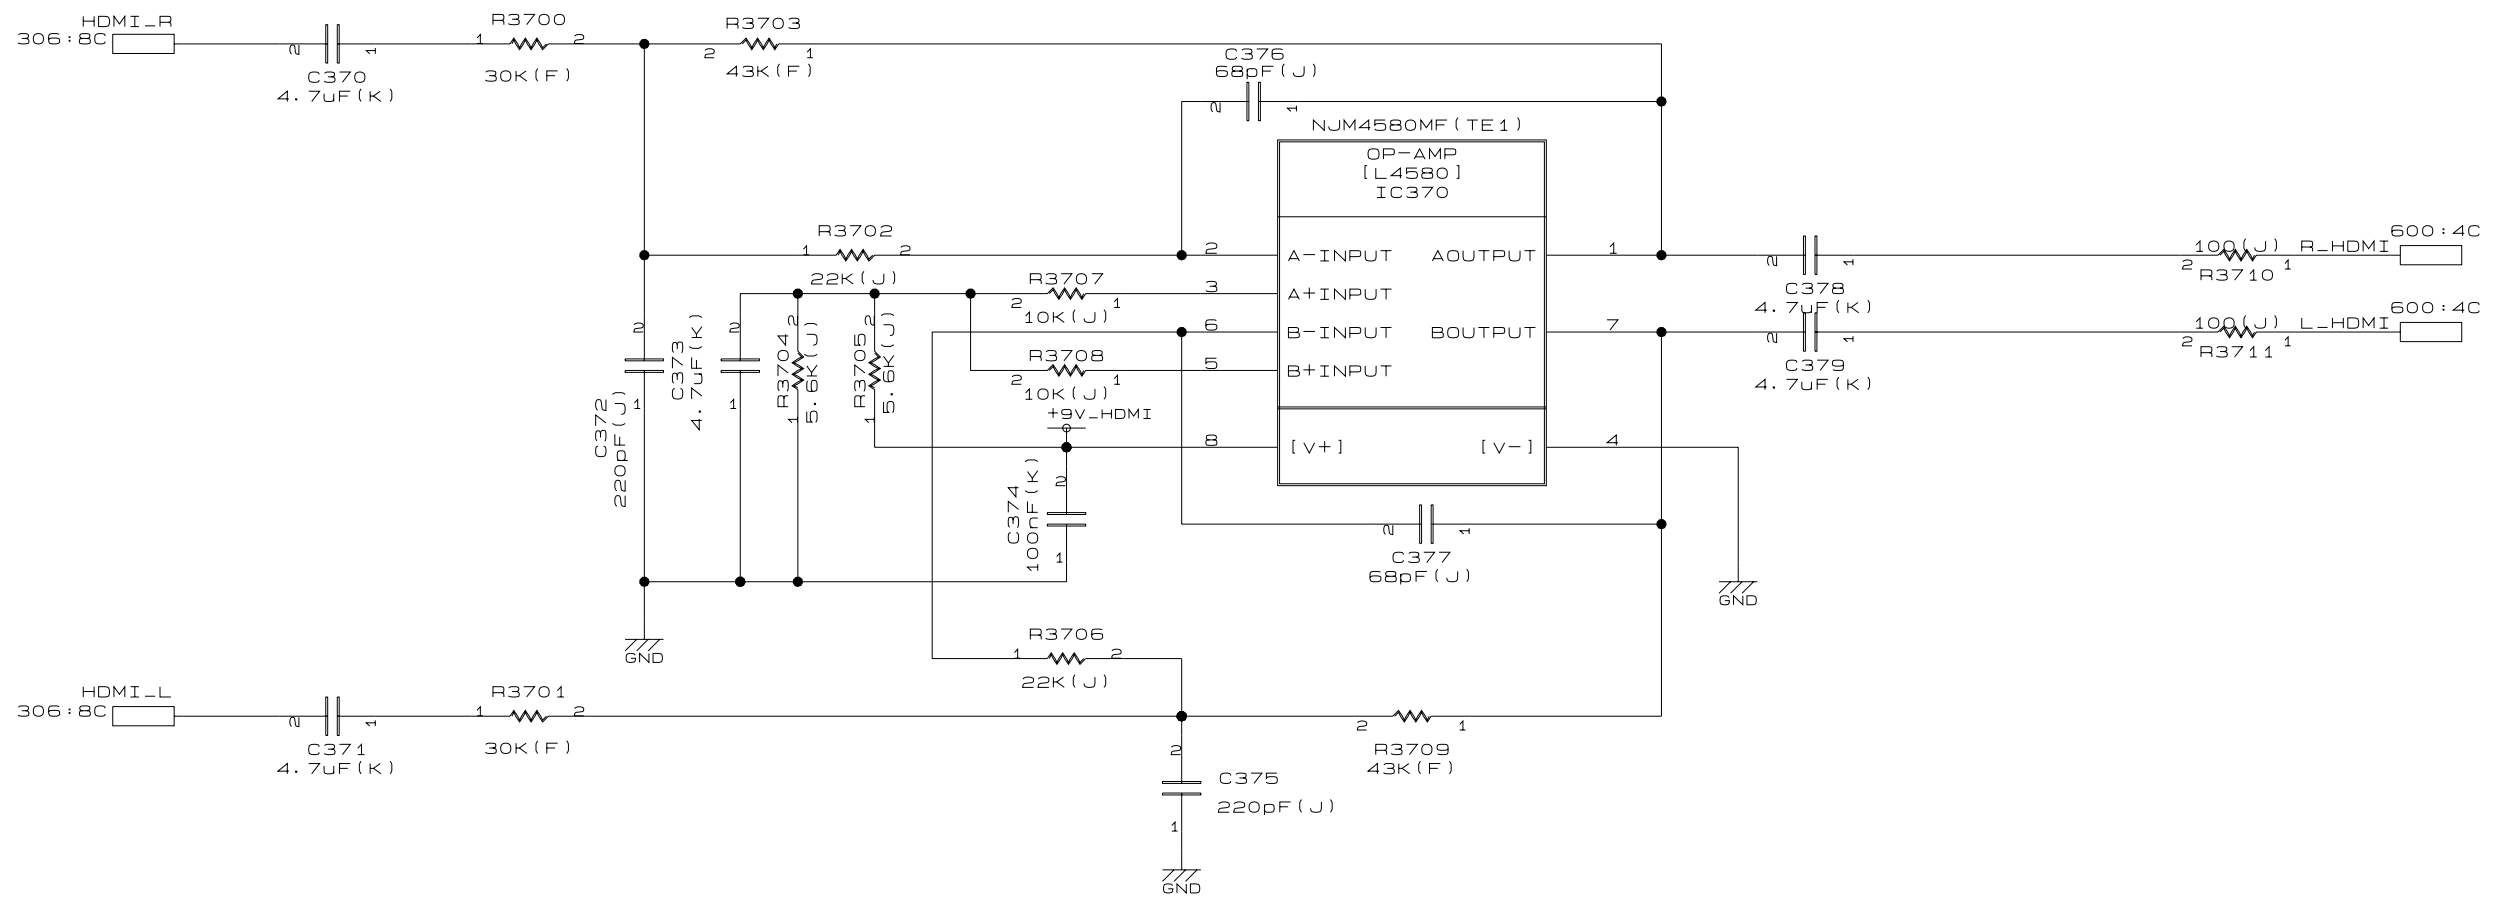 HDMI_R
306:8C
2
1
C370
4.7uF(K)
R3700
1
2
30K(F)
R3703
2
1
43K(F)
C376
68pF(J)
2
1
NJM4580MF(TE1)
OP-AMP
[L4580]
IC370
R3702
1
2
22K(J)
2
A-INPUT
AOUTPUT
1
R3707
2
1
10K(J)
3
A+INPUT
6
B-INPUT
BOUTPUT
7
R3708
2
1
10K(J)
5
B+INPUT
+9V_HDMI
8
[V+]
[V-]
4
2
1
C372
220pF(J)
2
1
C373
4.7uF(K)
2
1
R3704
5.6K(J)
2
1
R3705
5.6K(J)
C374
100nF(K)
2
1
2
1
C377
68pF(J)
GND
GND
2
1
C378
4.7uF(K)
2
1
C379
4.7uF(K)
100(J)
R_HDMI
600:4C
2
R3710
1
100(J)
L_HDMI
600:4C
2
R3711
1
R3706
1
2
22K(J)
HDMI_L
306:8C
2
1
C371
4.7uF(K)
R3701
1
2
30K(F)
2
1
R3709
43K(F)
2
C375
220pF(J)
1
GND